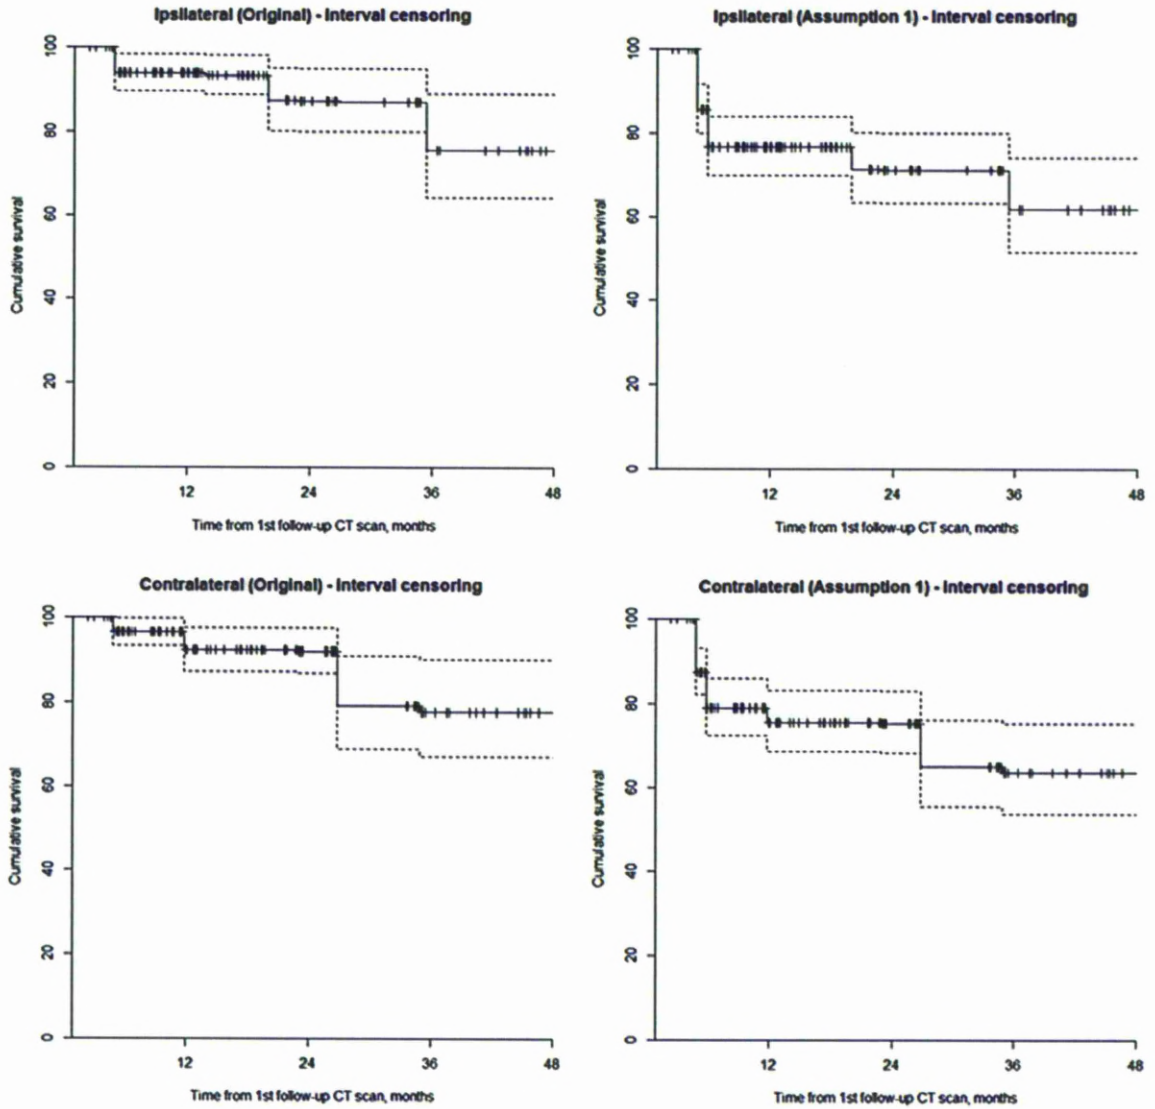 Ipsilateral (Original) - Interval censoring
Cumulative survival
100
80
60
40
20
0
12 24 36 48
Time from 1st follow-up CT scan, months
Ipsilateral (Assumption 1) - Interval censoring
Cumulative survival
100
80
60
40
20
0
12 24 36 48
Time from 1st follow-up CT scan, months
Contralateral (Original) - Interval censoring
Cumulative survival
100
80
60
40
20
0
12 24 36 48
Time from 1st follow-up CT scan, months
Contralateral (Assumption 1) - Interval censoring
Cumulative survival
100
80
60
40
20
0
12 24 36 48
Time from 1st follow-up CT scan, months